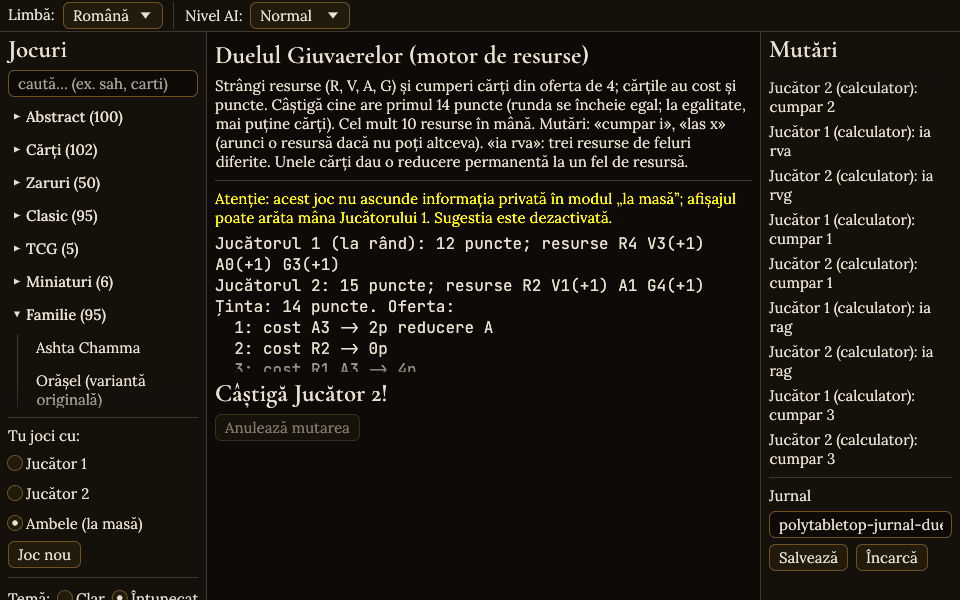 Limbă: Română ▼ Nivel AI: Normal ▼
Jocuri
caută... (ex. sah, carti)
▸ Abstract (100)
▸ Cărți (102)
▸ Zaruri (50)
▸ Clasic (95)
▸ TCG (5)
▸ Miniaturi (6)
▾ Familie (95)
Ashta Chamma
Orășel (variantă
originală)
Tu joci cu:
Jucător 1
Jucător 2
Ambele (la masă)
Joc nou
Temă: Clar Întunecat
Duelul Giuvaerelor (motor de resurse)
Strângi resurse (R, V, A, G) și cumperi cărți din oferta de 4; cărțile au cost și
puncte. Câștigă cine are primul 14 puncte (runda se încheie egal; la egalitate,
mai puține cărți). Cel mult 10 resurse în mână. Mutări: «cumpar i», «las x»
(arunci o resursă dacă nu poți altceva). «ia rva»: trei resurse de feluri
diferite. Unele cărți dau o reducere permanentă la un fel de resursă.
Atenție: acest joc nu ascunde informația privată în modul „la masă”; afișajul
poate arăta mâna Jucătorului 1. Sugestia este dezactivată.
Jucătorul 1 (la rând): 12 puncte; resurse R4 V3(+1)
A0(+1) G3(+1)
Jucătorul 2: 15 puncte; resurse R2 V1(+1) A1 G4(+1)
Ținta: 14 puncte. Oferta:
1: cost A3 -> 2p reducere A
2: cost R2 -> 0p
3: cost R1 A3 -> 4p
Câștigă Jucător 2!
Anulează mutarea
Mutări
Jucător 2 (calculator):
cumpar 2
Jucător 1 (calculator): ia
rva
Jucător 2 (calculator): ia
rvg
Jucător 1 (calculator):
cumpar 1
Jucător 2 (calculator):
cumpar 1
Jucător 1 (calculator): ia
rag
Jucător 2 (calculator): ia
rag
Jucător 1 (calculator):
cumpar 3
Jucător 2 (calculator):
cumpar 3
Jurnal
polytabletop-jurnal-due
Salvează Încarcă